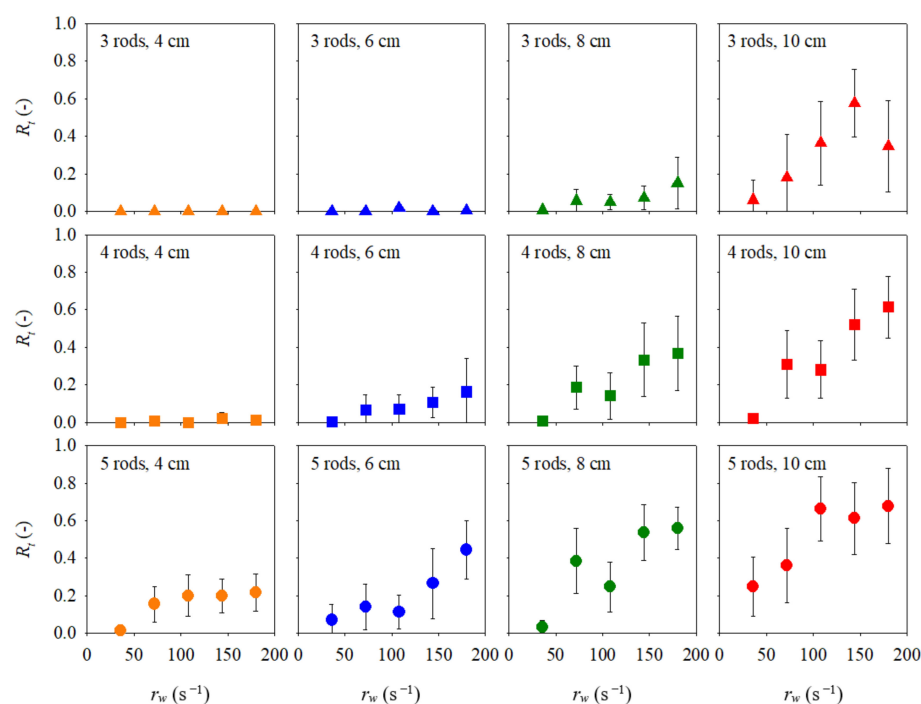 1.0
0.8
0.6
0.4
0.2
0.0
R_t (-)
3 rods, 4 cm
3 rods, 6 cm
3 rods, 8 cm
3 rods, 10 cm
1.0
0.8
0.6
0.4
0.2
0.0
R_t (-)
4 rods, 4 cm
4 rods, 6 cm
4 rods, 8 cm
4 rods, 10 cm
1.0
0.8
0.6
0.4
0.2
0.0
R_t (-)
5 rods, 4 cm
5 rods, 6 cm
5 rods, 8 cm
5 rods, 10 cm
0 50 100 150 200 0 50 100 150 200 0 50 100 150 200 0 50 100 150 200
r_w (s⁻¹) r_w (s⁻¹) r_w (s⁻¹) r_w (s⁻¹)